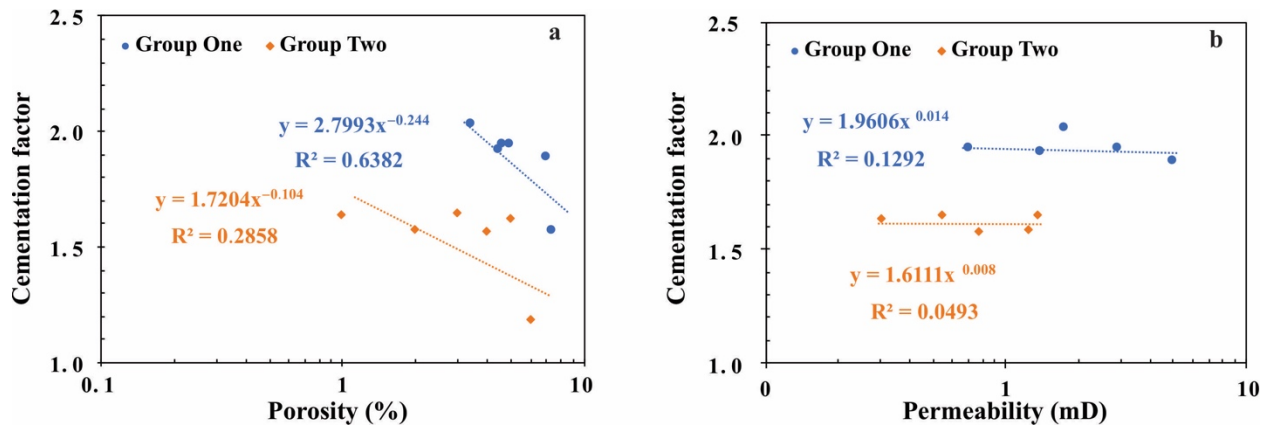 a
Group One Group Two
y = 2.7993x−0.244
R² = 0.6382
y = 1.7204x−0.104
R² = 0.2858
2.5
2.0
1.5
1.0
0.1 1 10
Cementation factor
Porosity (%)
b
Group One Group Two
y = 1.9606x 0.014
R² = 0.1292
y = 1.6111x 0.008
R² = 0.0493
2.5
2.0
1.5
1.0
0 1 10
Cementation factor
Permeability (mD)